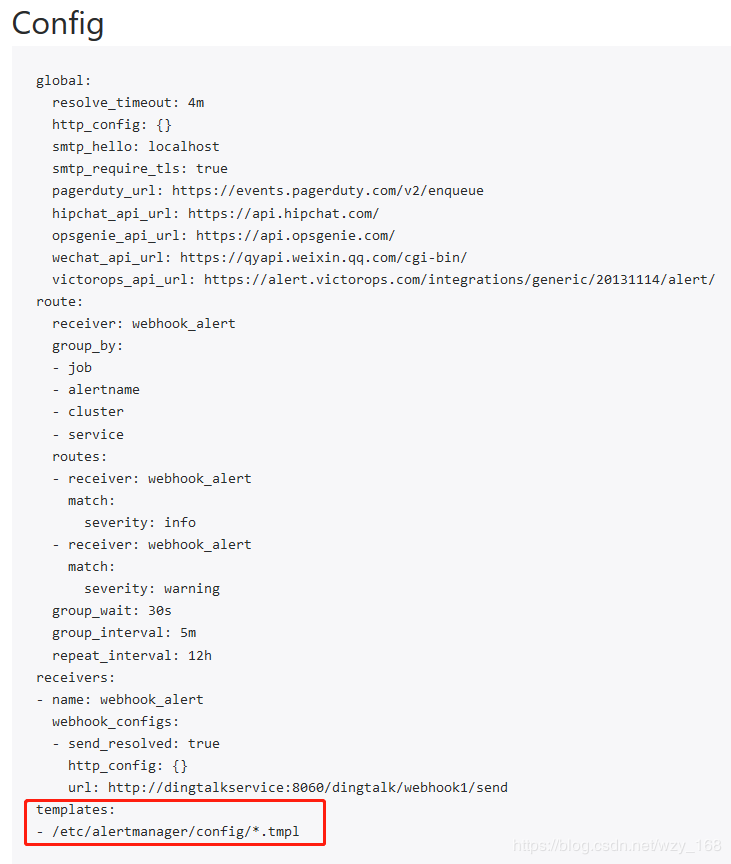 Config
global:
  resolve_timeout: 4m
  http_config: {}
  smtp_hello: localhost
  smtp_require_tls: true
  pagerduty_url: https://events.pagerduty.com/v2/enqueue
  hipchat_api_url: https://api.hipchat.com/
  opsgenie_api_url: https://api.opsgenie.com/
  wechat_api_url: https://qyapi.weixin.qq.com/cgi-bin/
  victorops_api_url: https://alert.victorops.com/integrations/generic/20131114/alert/
route:
  receiver: webhook_alert
  group_by:
  - job
  - alertname
  - cluster
  - service
  routes:
  - receiver: webhook_alert
    match:
      severity: info
  - receiver: webhook_alert
    match:
      severity: warning
  group_wait: 30s
  group_interval: 5m
  repeat_interval: 12h
receivers:
- name: webhook_alert
  webhook_configs:
  - send_resolved: true
    http_config: {}
    url: http://dingtalkservice:8060/dingtalk/webhook1/send
templates:
- /etc/alertmanager/config/*.tmpl
https://blog.csdn.net/wzy_168